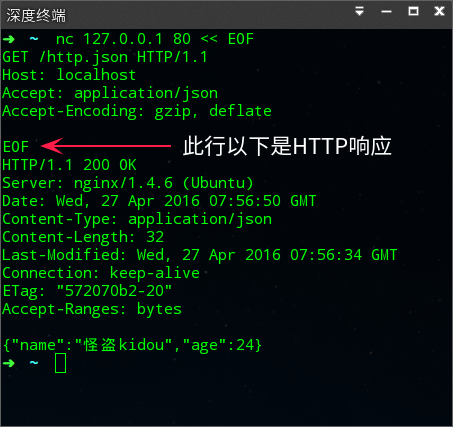 深度终端
➜ ~ nc 127.0.0.1 80 << EOF
GET /http.json HTTP/1.1
Host: localhost
Accept: application/json
Accept-Encoding: gzip, deflate
EOF
此行以下是HTTP响应
HTTP/1.1 200 OK
Server: nginx/1.4.6 (Ubuntu)
Date: Wed, 27 Apr 2016 07:56:50 GMT
Content-Type: application/json
Content-Length: 32
Last-Modified: Wed, 27 Apr 2016 07:56:34 GMT
Connection: keep-alive
ETag: "572070b2-20"
Accept-Ranges: bytes
{"name":"怪盗kidou","age":24}
➜ ~